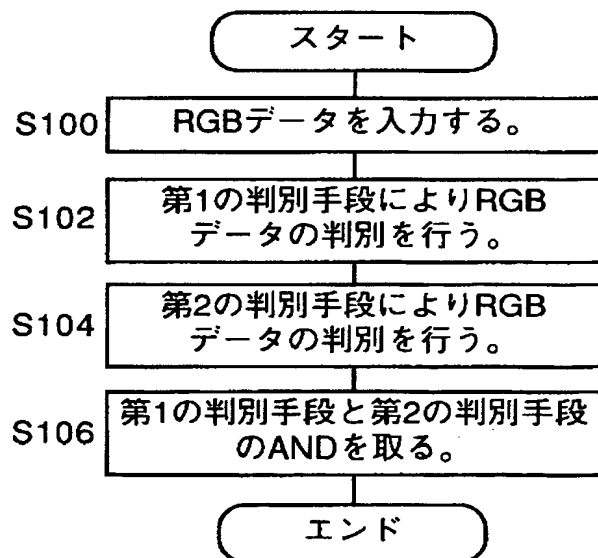 スタート
S100 RGBデータを入力する。
S102 第1の判別手段によりRGB
データの判別を行う。
S104 第2の判別手段によりRGB
データの判別を行う。
S106 第1の判別手段と第2の判別手段
のANDを取る。
エンド